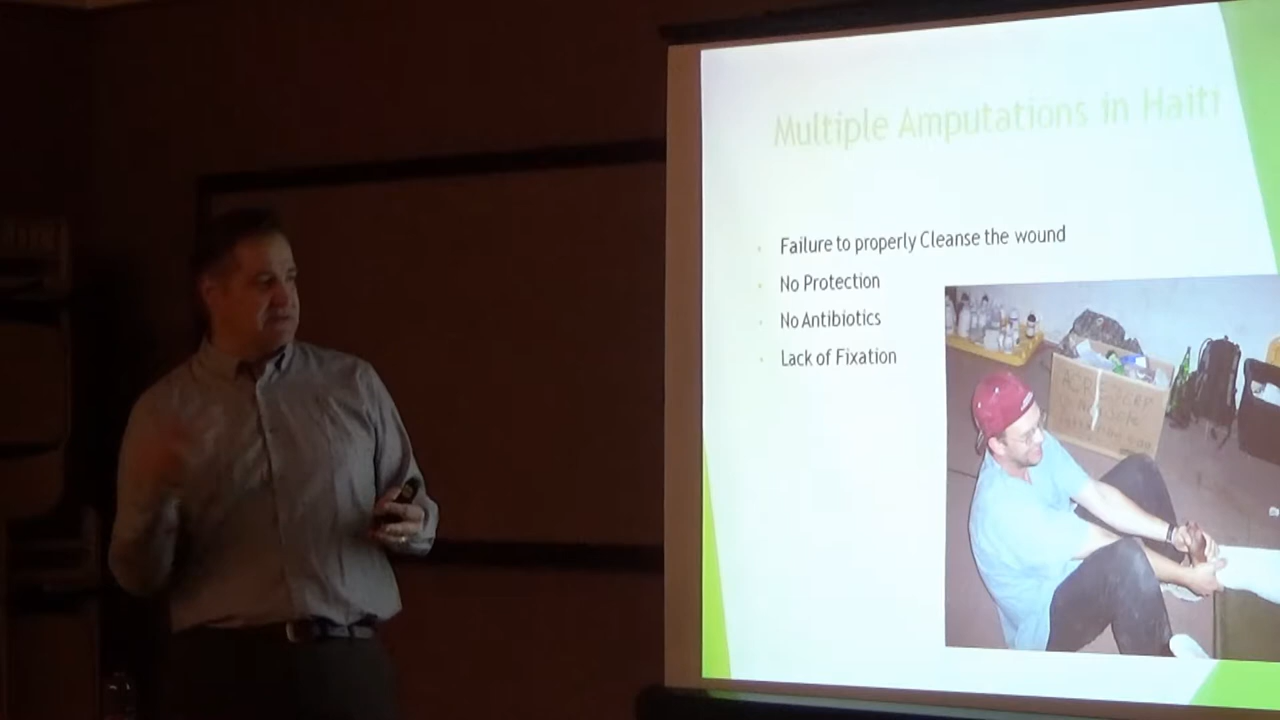 Multiple Amputations in Haiti
Failure to properly Cleanse the wound
No Protection
No Antibiotics
Lack of Fixation